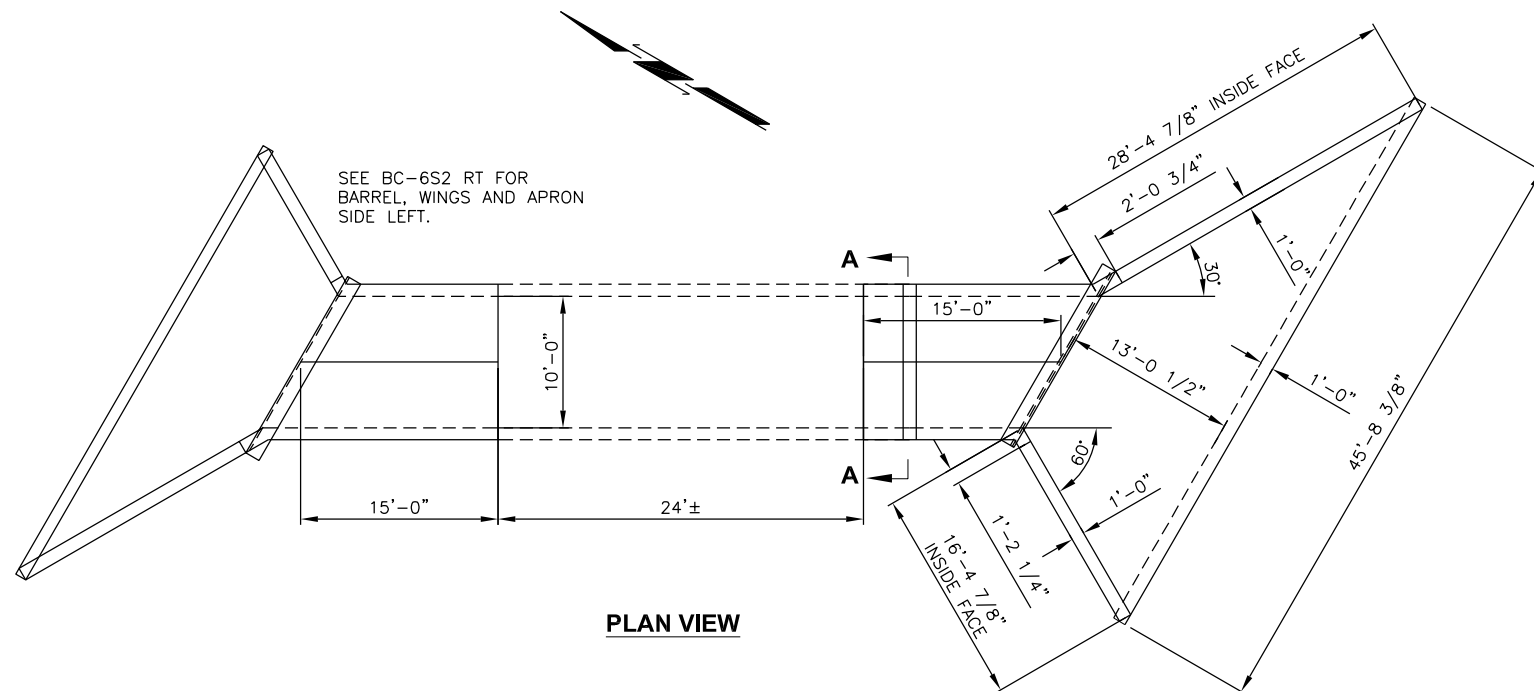 28'-4 7/8" INSIDE FACE
2'-0 3/4"
SEE BC-6S2 RT FOR
BARREL, WINGS AND APRON
SIDE LEFT.
A
1'-0"
30°
15'-0"
10'-0"
13'-0 1/2"
1'-0"
45'-8 3/8"
60°
A
1'-0"
15'-0"
24'±
1'-2 1/4"
16'-4 7/8"
INSIDE FACE
PLAN VIEW